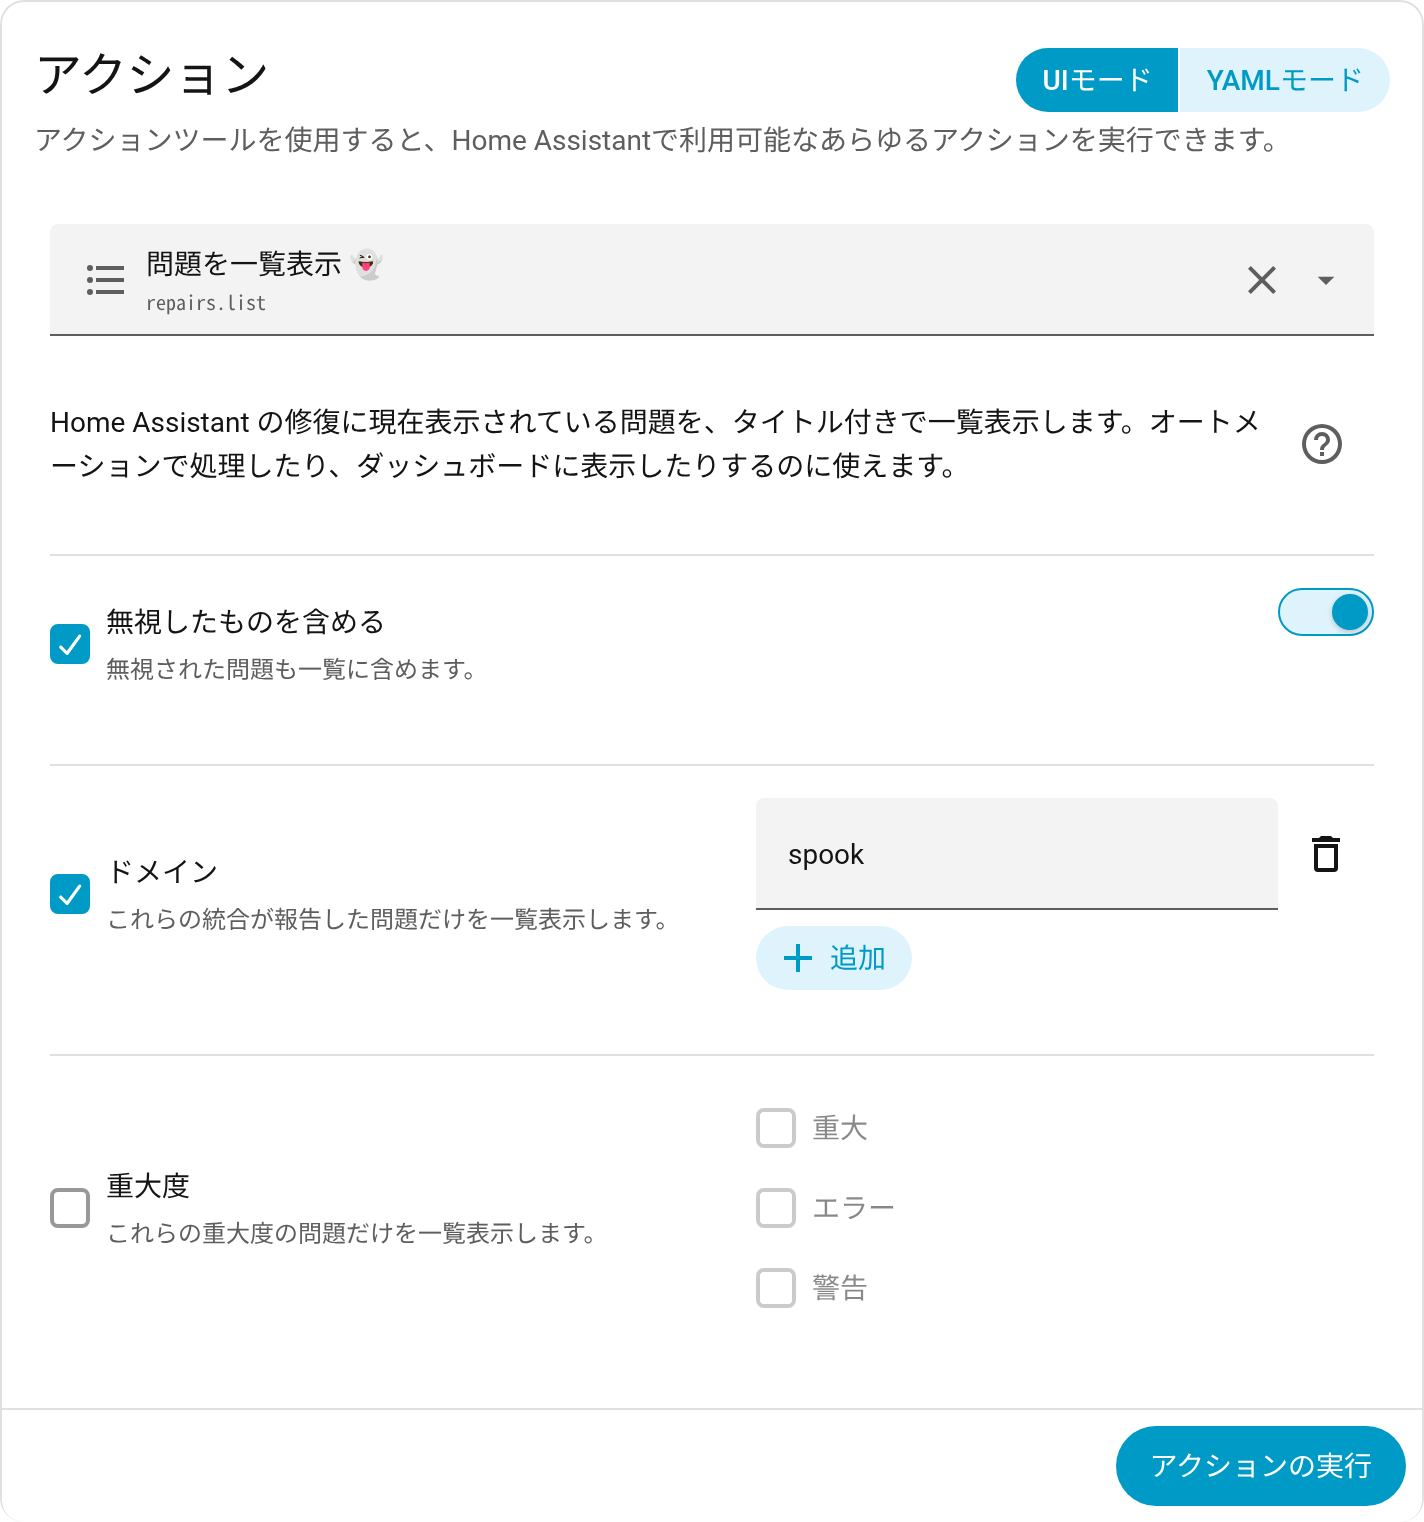 アクション
UIモード
YAMLモード
アクションツールを使用すると、Home Assistantで利用可能なあらゆるアクションを実行できます。
問題を一覧表示 👻
repairs.list
Home Assistant の修復に現在表示されている問題を、タイトル付きで一覧表示します。オートメ
ーションで処理したり、ダッシュボードに表示したりするのに使えます。
無視したものを含める
無視された問題も一覧に含めます。
ドメイン
これらの統合が報告した問題だけを一覧表示します。
spook
追加
重大度
これらの重大度の問題だけを一覧表示します。
重大
エラー
警告
アクションの実行